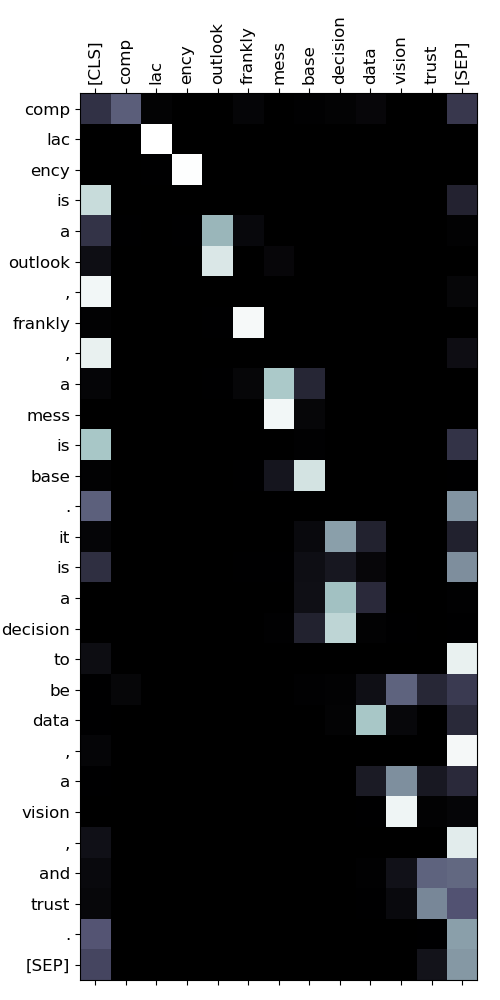 [CLS] comp lac ency outlook frankly mess base decision data vision trust [SEP]
comp
lac
ency
is
a
outlook
,
frankly
,
a
mess
is
base
.
it
is
a
decision
to
be
data
,
a
vision
,
and
trust
.
[SEP]